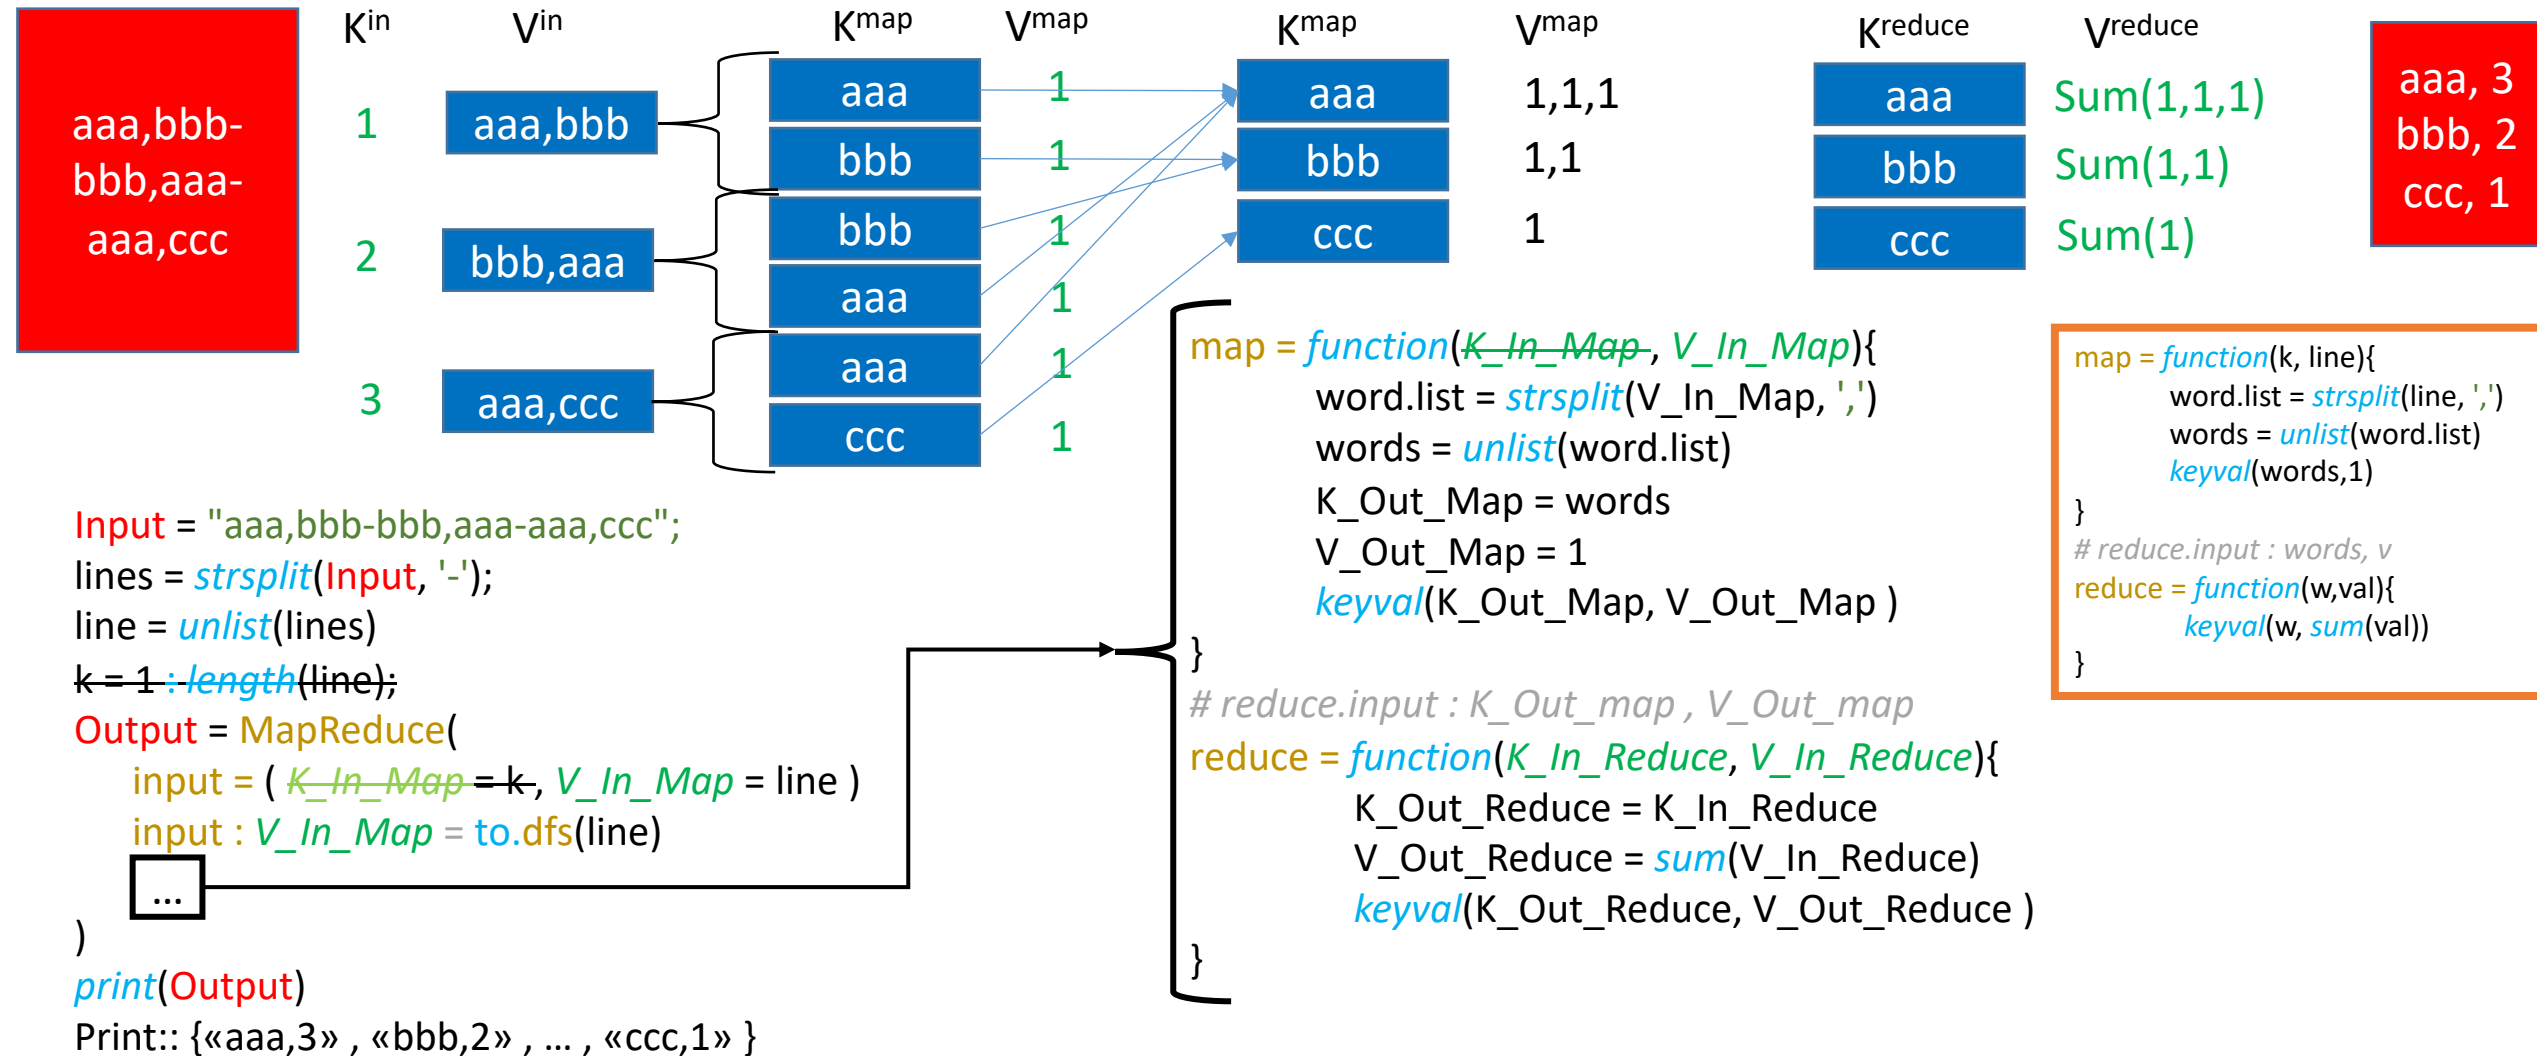 aaa,bbb-
bbb,aaa-
aaa,ccc
Kin Vin Kmap Vmap Kmap Vmap Kreduce Vreduce
1
2
3
aaa,bbb
bbb,aaa
aaa,ccc
aaa 1
bbb 1
bbb 1
aaa 1
aaa 1
ccc 1
aaa 1,1,1
bbb 1,1
ccc 1
aaa Sum(1,1,1)
bbb Sum(1,1)
ccc Sum(1)
aaa, 3
bbb, 2
ccc, 1
Input = "aaa,bbb-bbb,aaa-aaa,ccc";
lines = strsplit(Input, '-');
line = unlist(lines)
k = 1 : length(line);
Output = MapReduce(
input = ( K_In_Map = k , V_In_Map = line )
input : V_In_Map = to.dfs(line)
...
)
print(Output)
Print:: {«aaa,3» , «bbb,2» , ... , «ccc,1» }
map = function(K_In_Map , V_In_Map){
word.list = strsplit(V_In_Map, ',')
words = unlist(word.list)
K_Out_Map = words
V_Out_Map = 1
keyval(K_Out_Map, V_Out_Map )
}
# reduce.input : K_Out_map , V_Out_map
reduce = function(K_In_Reduce, V_In_Reduce){
K_Out_Reduce = K_In_Reduce
V_Out_Reduce = sum(V_In_Reduce)
keyval(K_Out_Reduce, V_Out_Reduce )
}
map = function(k, line){
word.list = strsplit(line, ',')
words = unlist(word.list)
keyval(words,1)
}
# reduce.input : words, v
reduce = function(w,val){
keyval(w, sum(val))
}